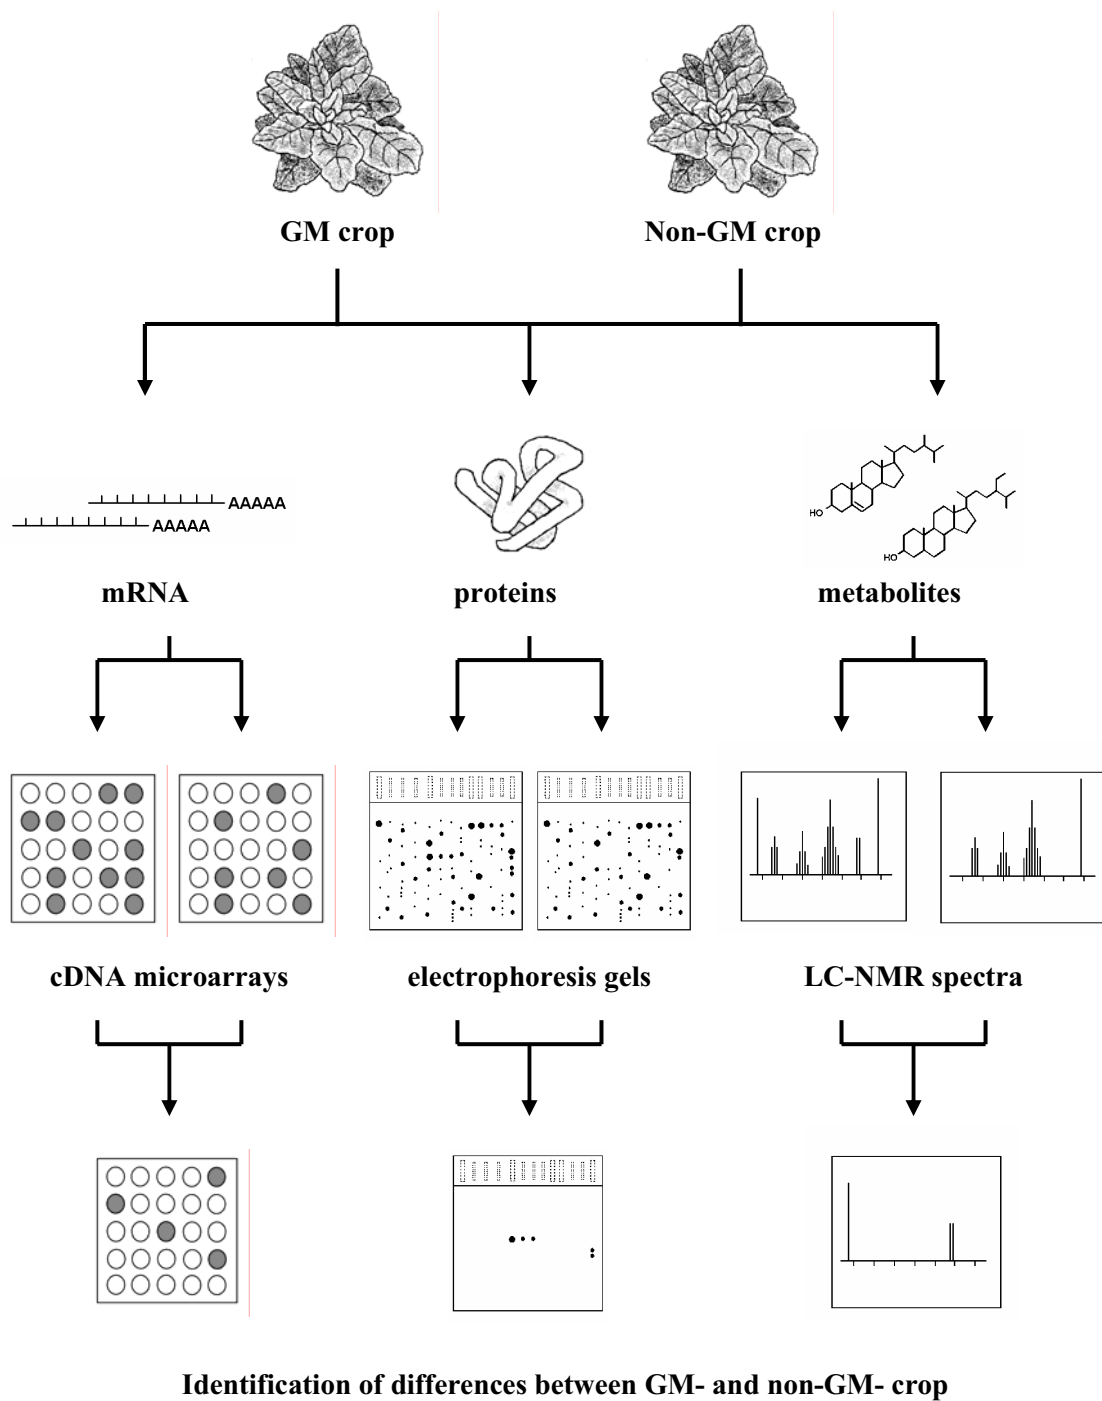 GM crop
Non-GM crop
AAAAA
AAAAA
HO
HO
mRNA
proteins
metabolites
cDNA microarrays
electrophoresis gels
LC-NMR spectra
Identification of differences between GM- and non-GM- crop